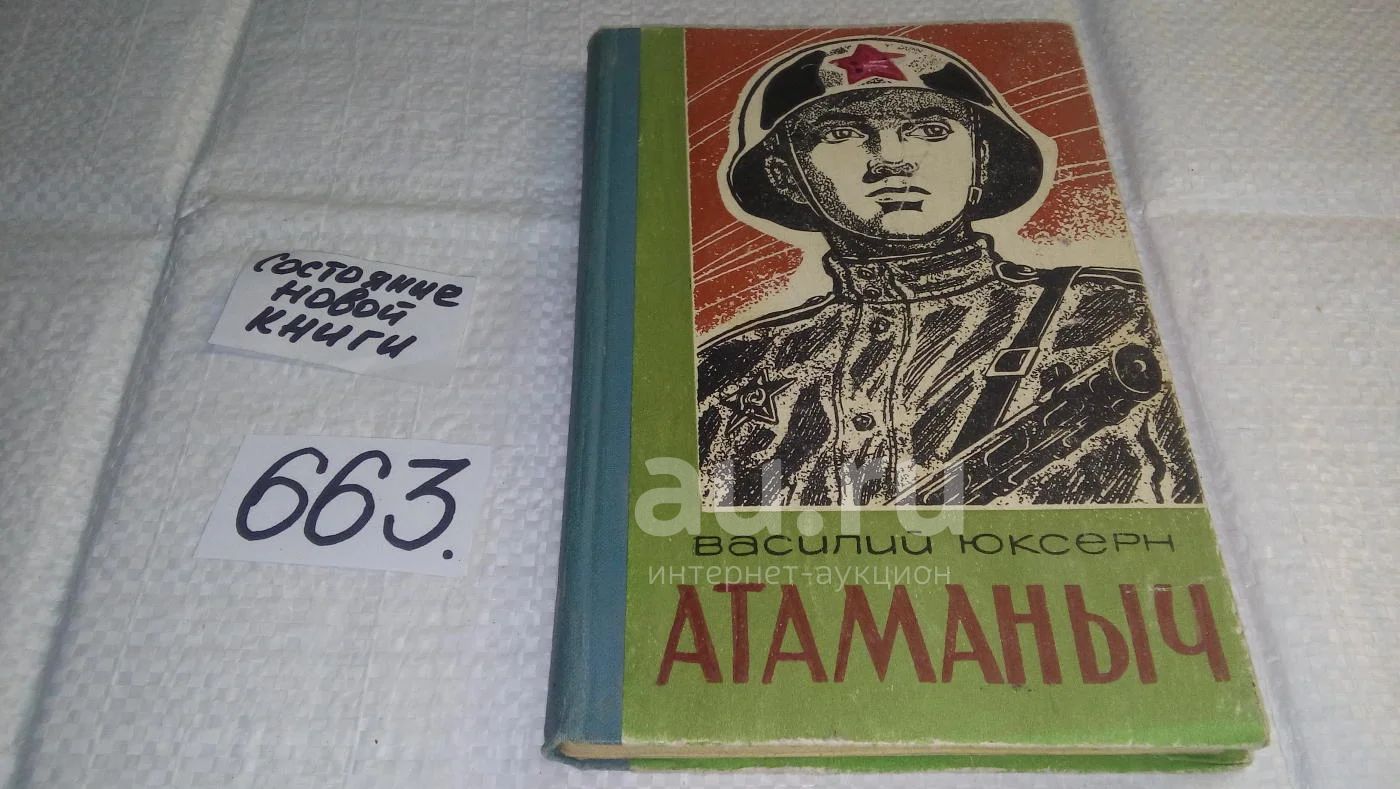 состояние
новой
книги
663.
au.ru
интернет-аукцион
василий юксерн
АТАМАНЫЧ